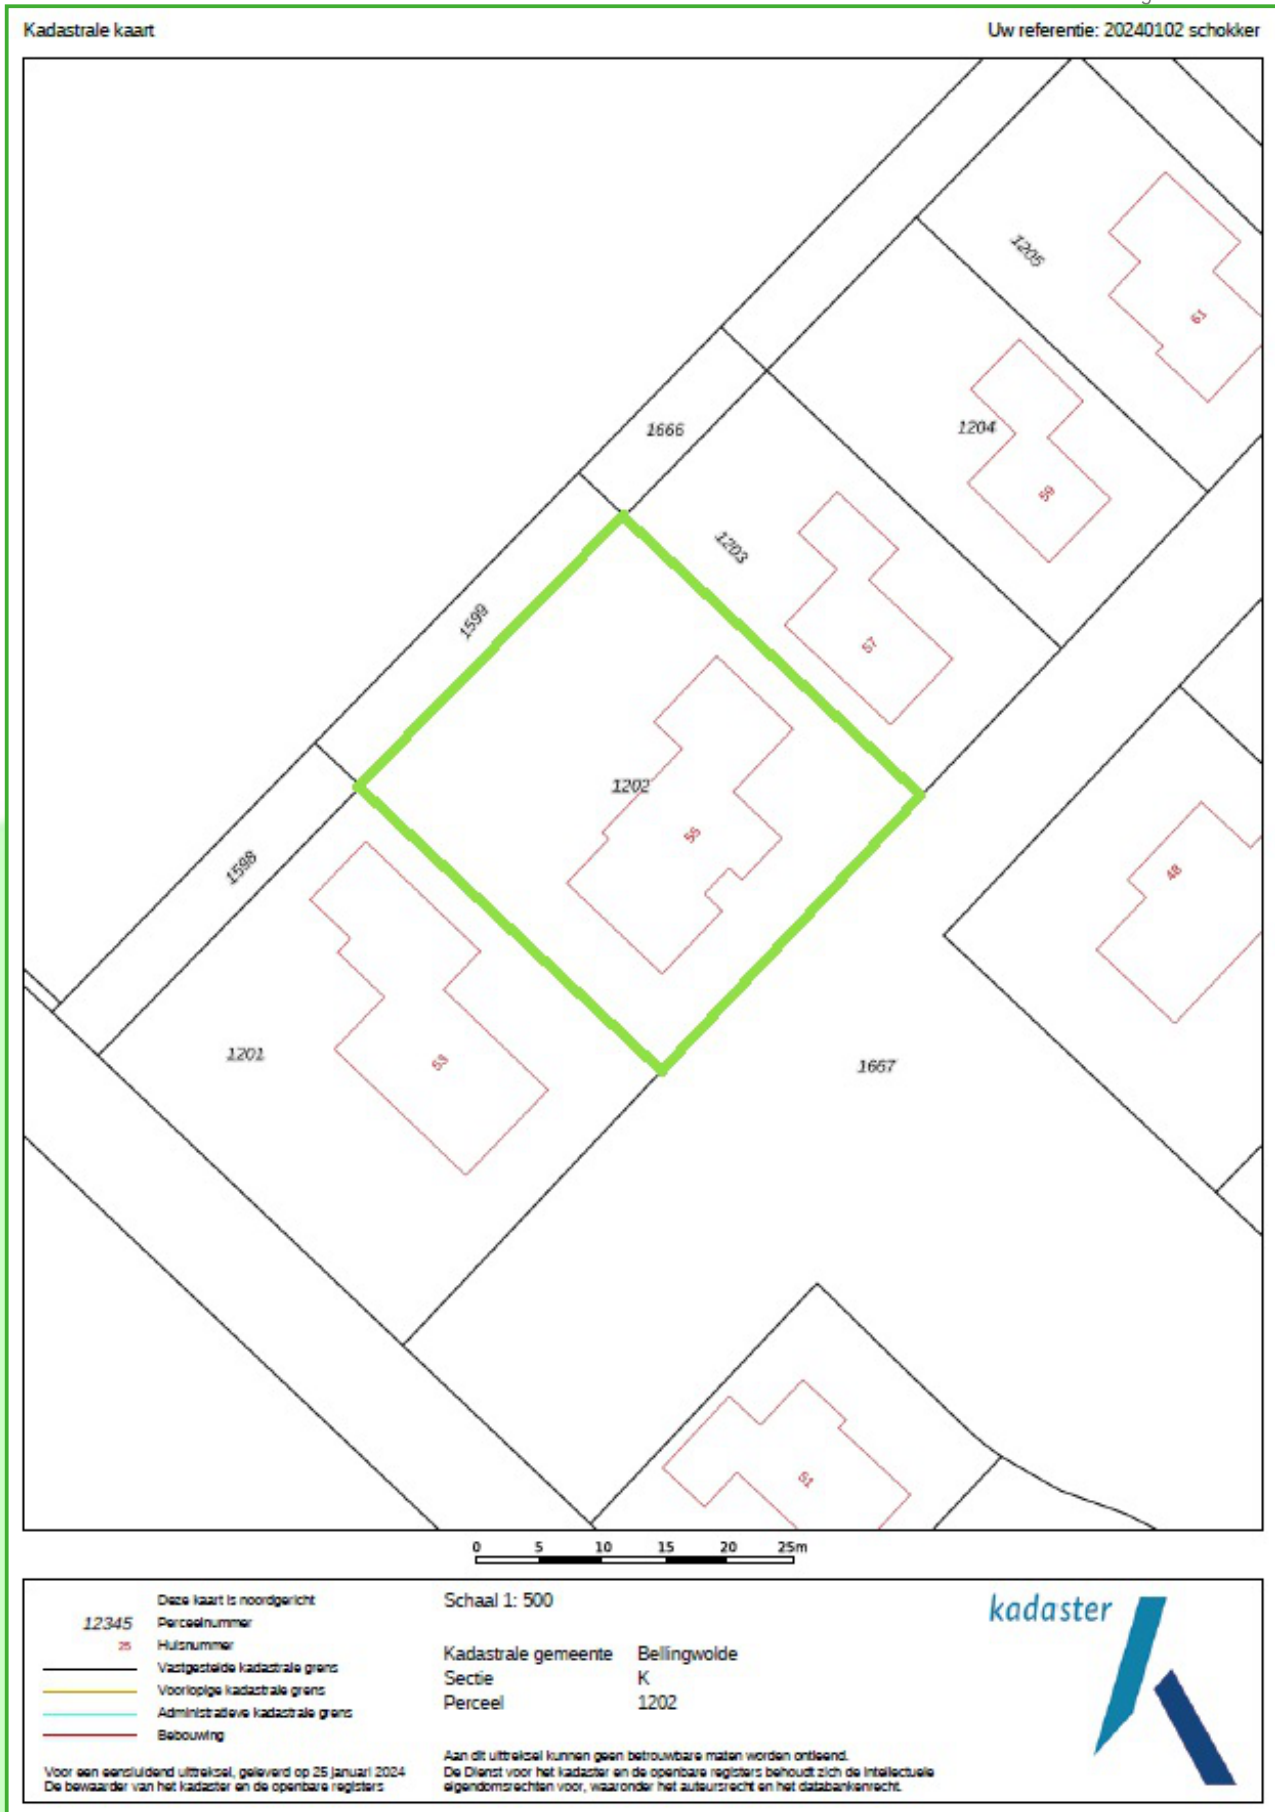 Kadastrale kaart
Uw referentie: 20240102 schokker
1205
61
1204
59
1666
1203
57
1599
1202
55
48
1598
1201
53
1667
51
0 5 10 15 20 25m
Deze kaart is noordgericht
12345 Perceelnummer
25 Huisnummer
Vastgestelde kadastrale grens
Voorlopige kadastrale grens
Administratieve kadastrale grens
Bebouwing
Voor een eensluidend uittreksel, geleverd op 25 januari 2024
De bewaarder van het kadaster en de openbare registers
Schaal 1: 500
Kadastrale gemeente Bellingwolde
Sectie K
Perceel 1202
Aan dit uittreksel kunnen geen betrouwbare maten worden ontleend.
De Dienst voor het kadaster en de openbare registers behoudt zich de intellectuele
eigendomsrechten voor, waaronder het auteursrecht en het databankenrecht.
kadaster